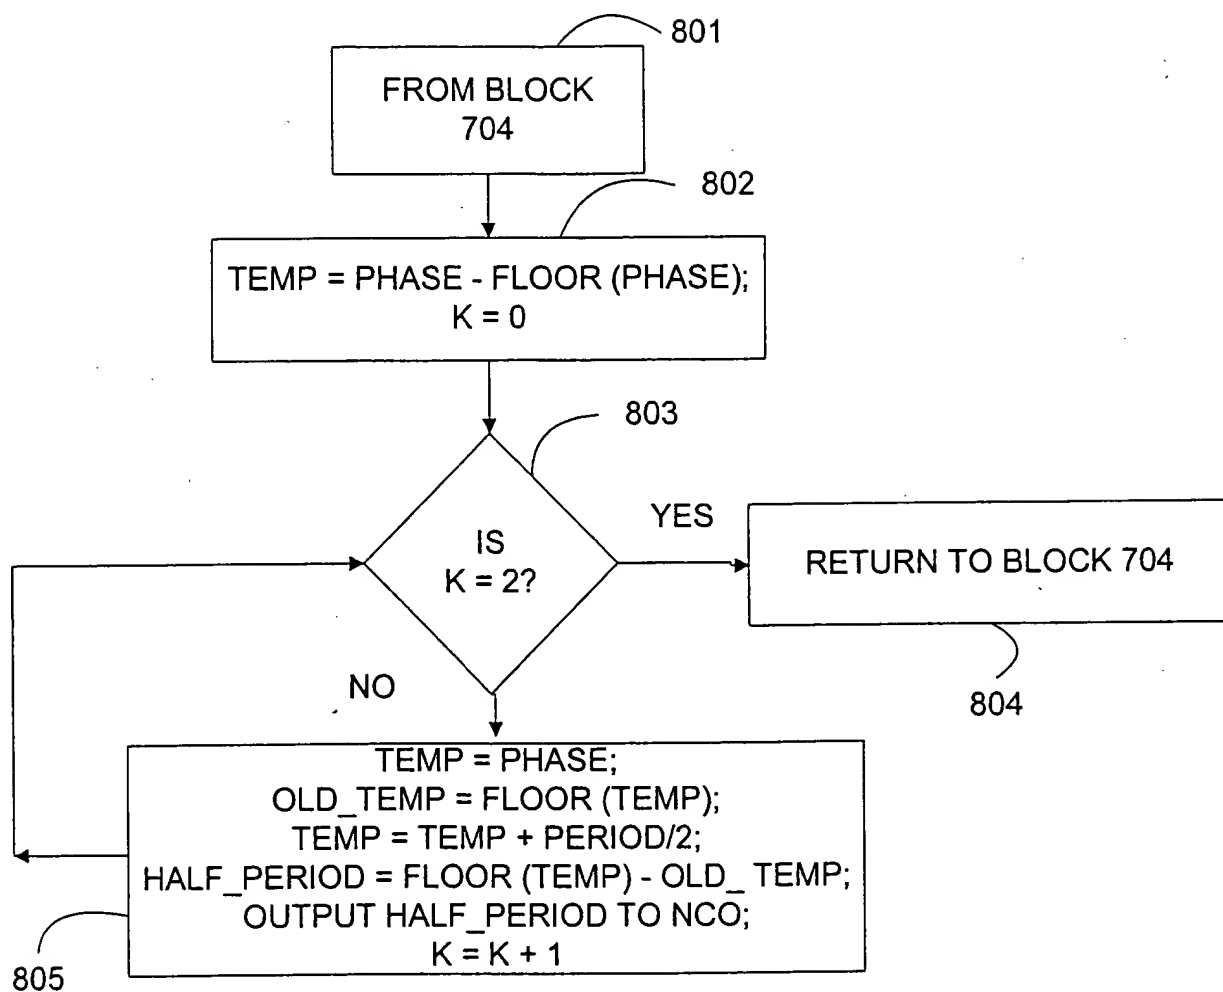 801
FROM BLOCK
704
802
TEMP = PHASE - FLOOR (PHASE);
K = 0
803
IS
K = 2?
YES
RETURN TO BLOCK 704
804
NO
TEMP = PHASE;
OLD_TEMP = FLOOR (TEMP);
TEMP = TEMP + PERIOD/2;
HALF_PERIOD = FLOOR (TEMP) - OLD_ TEMP;
OUTPUT HALF_PERIOD TO NCO;
K = K + 1
805